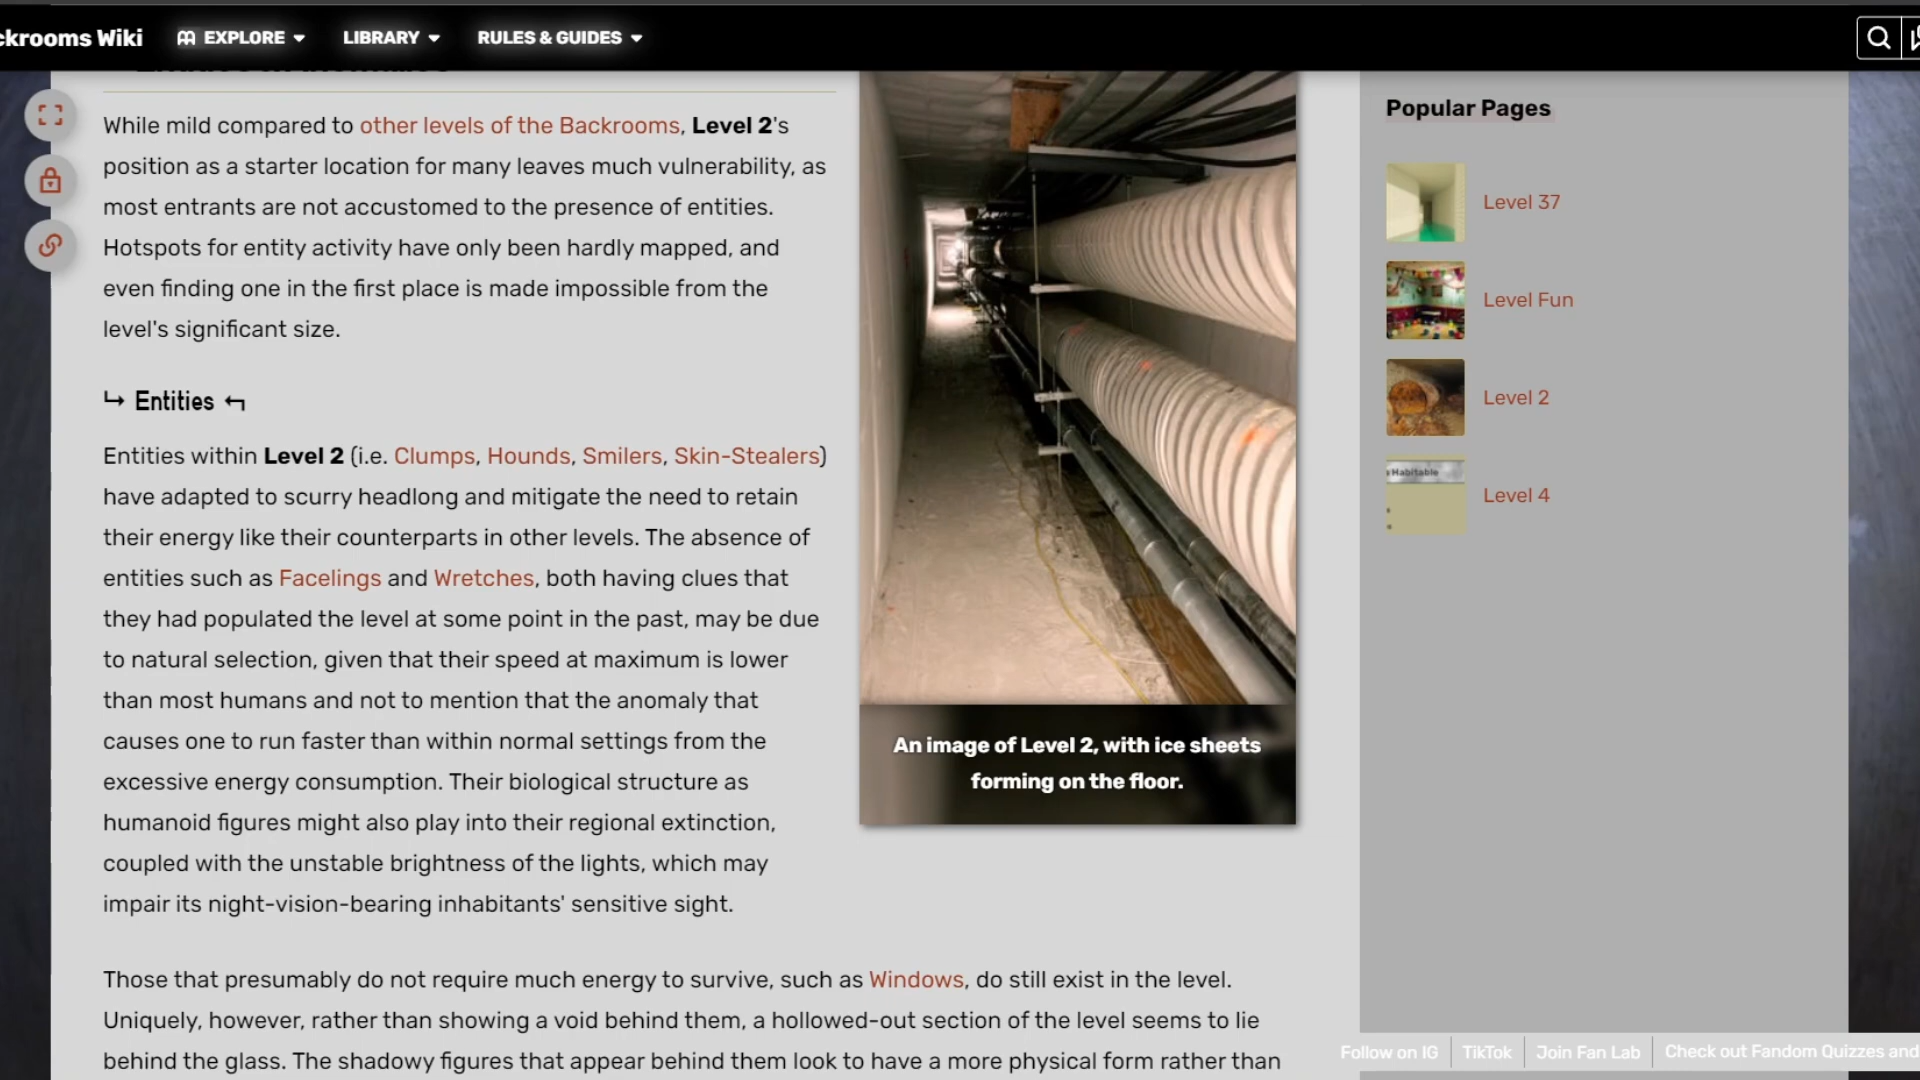 ckrooms Wiki
EXPLORE
LIBRARY
RULES & GUIDES
While mild compared to other levels of the Backrooms, Level 2's
position as a starter location for many leaves much vulnerability, as
most entrants are not accustomed to the presence of entities.
Hotspots for entity activity have only been hardly mapped, and
even finding one in the first place is made impossible from the
level's significant size.
↪ Entities ↩
Entities within Level 2 (i.e. Clumps, Hounds, Smilers, Skin-Stealers)
have adapted to scurry headlong and mitigate the need to retain
their energy like their counterparts in other levels. The absence of
entities such as Facelings and Wretches, both having clues that
they had populated the level at some point in the past, may be due
to natural selection, given that their speed at maximum is lower
than most humans and not to mention that the anomaly that
causes one to run faster than within normal settings from the
excessive energy consumption. Their biological structure as
humanoid figures might also play into their regional extinction,
coupled with the unstable brightness of the lights, which may
impair its night-vision-bearing inhabitants' sensitive sight.
An image of Level 2, with ice sheets
forming on the floor.
Those that presumably do not require much energy to survive, such as Windows, do still exist in the level.
Uniquely, however, rather than showing a void behind them, a hollowed-out section of the level seems to lie
behind the glass. The shadowy figures that appear behind them look to have a more physical form rather than
Popular Pages
Level 37
Level Fun
Level 2
Habitable
Level 4
Follow on IG
TikTok
Join Fan Lab
Check out Fandom Quizzes and